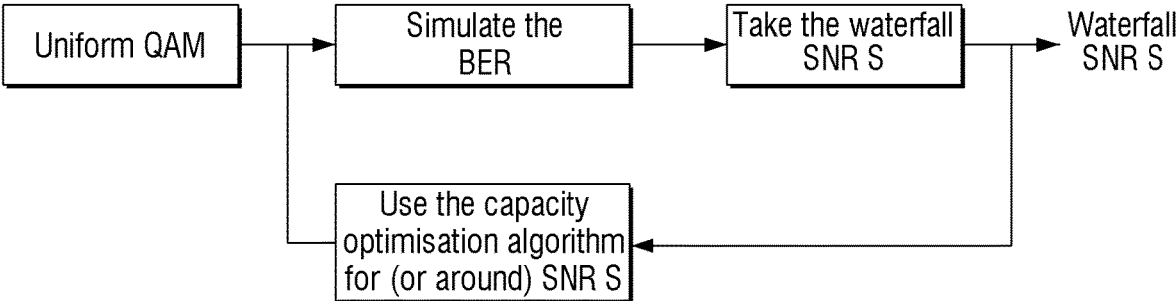 Uniform QAM
Simulate the
BER
Take the waterfall
SNR S
Waterfall
SNR S
Use the capacity
optimisation algorithm
for (or around) SNR S